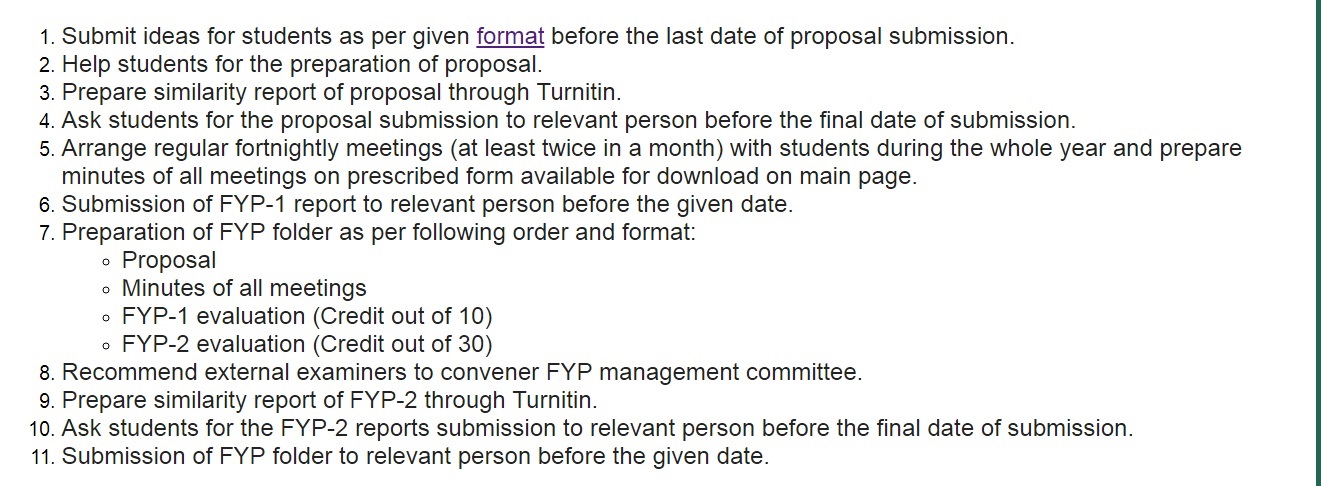 1. Submit ideas for students as per given format before the last date of proposal submission.
2. Help students for the preparation of proposal.
3. Prepare similarity report of proposal through Turnitin.
4. Ask students for the proposal submission to relevant person before the final date of submission.
5. Arrange regular fortnightly meetings (at least twice in a month) with students during the whole year and prepare
minutes of all meetings on prescribed form available for download on main page.
6. Submission of FYP-1 report to relevant person before the given date.
7. Preparation of FYP folder as per following order and format:
◦ Proposal
◦ Minutes of all meetings
◦ FYP-1 evaluation (Credit out of 10)
◦ FYP-2 evaluation (Credit out of 30)
8. Recommend external examiners to convener FYP management committee.
9. Prepare similarity report of FYP-2 through Turnitin.
10. Ask students for the FYP-2 reports submission to relevant person before the final date of submission.
11. Submission of FYP folder to relevant person before the given date.